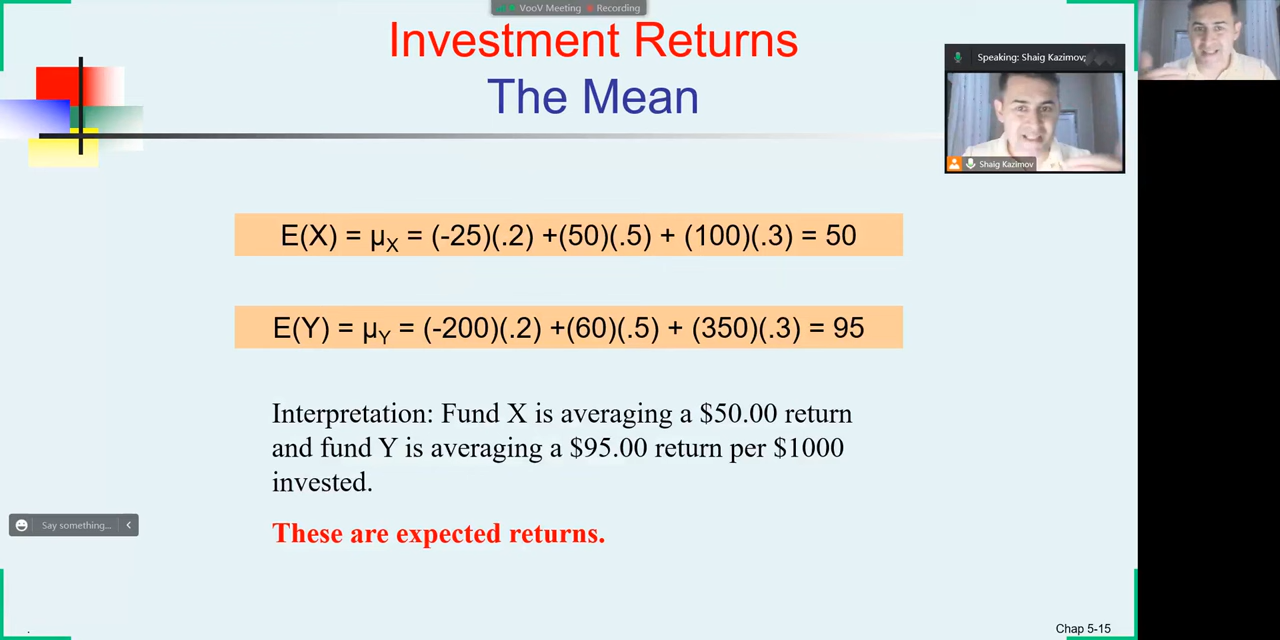 VooV Meeting Recording
Investment Returns
The Mean
Speaking: Shaig Kazimov;
Shaig Kazimov
E(X) = μX = (-25)(.2) +(50)(.5) + (100)(.3) = 50
E(Y) = μY = (-200)(.2) +(60)(.5) + (350)(.3) = 95
Interpretation: Fund X is averaging a $50.00 return
and fund Y is averaging a $95.00 return per $1000
invested.
Say something...
These are expected returns.
Chap 5-15